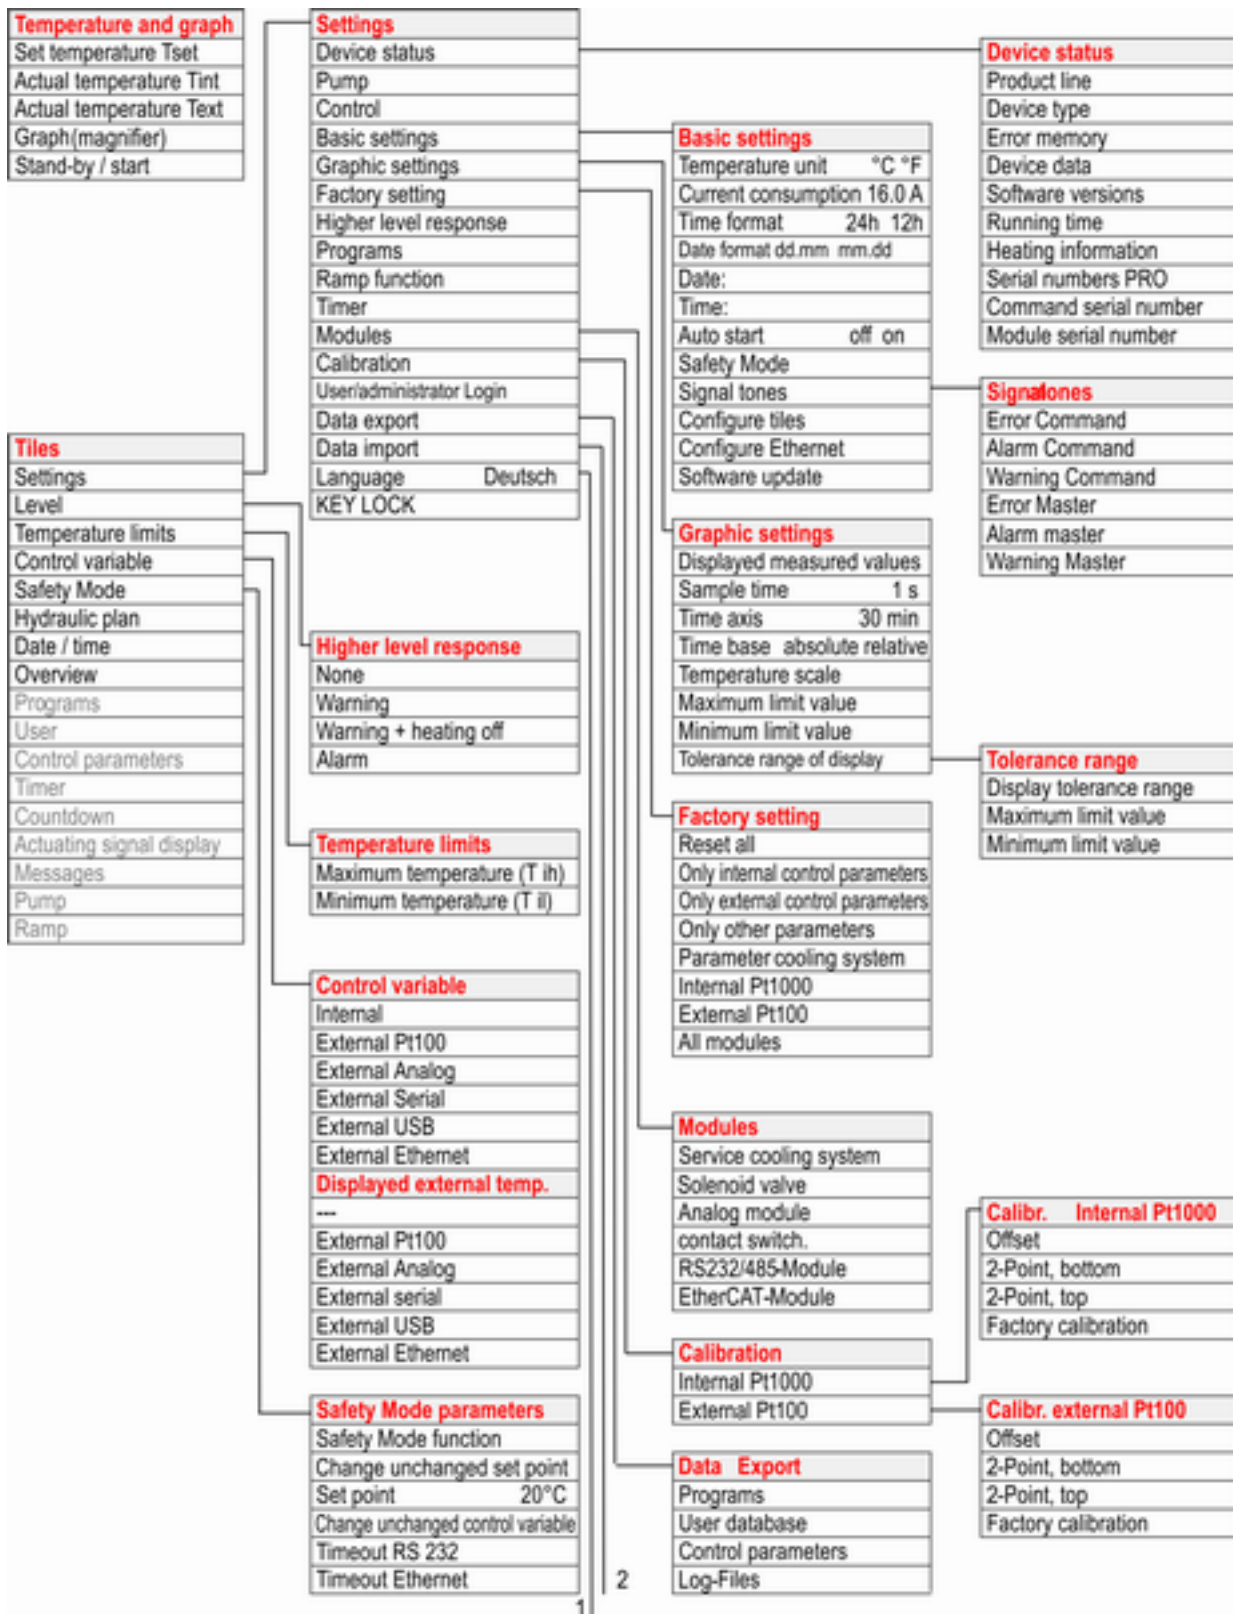 Temperature and graph
Set temperature Tset
Actual temperature Tint
Actual temperature Text
Graph(magnifier)
Stand-by / start
Tiles
Settings
Level
Temperature limits
Control variable
Safety Mode
Hydraulic plan
Date / time
Overview
Programs
User
Control parameters
Timer
Countdown
Actuating signal display
Messages
Pump
Ramp
Settings
Device status
Pump
Control
Basic settings
Graphic settings
Factory setting
Higher level response
Programs
Ramp function
Timer
Modules
Calibration
User/administrator Login
Data export
Data import
Language Deutsch
KEY LOCK
Higher level response
None
Warning
Warning + heating off
Alarm
Temperature limits
Maximum temperature (T ih)
Minimum temperature (T il)
Control variable
Internal
External Pt100
External Analog
External Serial
External USB
External Ethernet
Displayed external temp.
---
External Pt100
External Analog
External serial
External USB
External Ethernet
Safety Mode parameters
Safety Mode function
Change unchanged set point
Set point 20°C
Change unchanged control variable
Timeout RS 232
Timeout Ethernet
1
2
Basic settings
Temperature unit °C °F
Current consumption 16.0 A
Time format 24h 12h
Date format dd.mm mm.dd
Date:
Time:
Auto start off on
Safety Mode
Signal tones
Configure tiles
Configure Ethernet
Software update
Graphic settings
Displayed measured values
Sample time 1 s
Time axis 30 min
Time base absolute relative
Temperature scale
Maximum limit value
Minimum limit value
Tolerance range of display
Factory setting
Reset all
Only internal control parameters
Only external control parameters
Only other parameters
Parameter cooling system
Internal Pt1000
External Pt100
All modules
Modules
Service cooling system
Solenoid valve
Analog module
contact switch.
RS232/485-Module
EtherCAT-Module
Calibration
Internal Pt1000
External Pt100
Data Export
Programs
User database
Control parameters
Log-Files
Device status
Product line
Device type
Error memory
Device data
Software versions
Running time
Heating information
Serial numbers PRO
Command serial number
Module serial number
Signaltones
Error Command
Alarm Command
Warning Command
Error Master
Alarm master
Warning Master
Tolerance range
Display tolerance range
Maximum limit value
Minimum limit value
Calibr. Internal Pt1000
Offset
2-Point, bottom
2-Point, top
Factory calibration
Calibr. external Pt100
Offset
2-Point, bottom
2-Point, top
Factory calibration